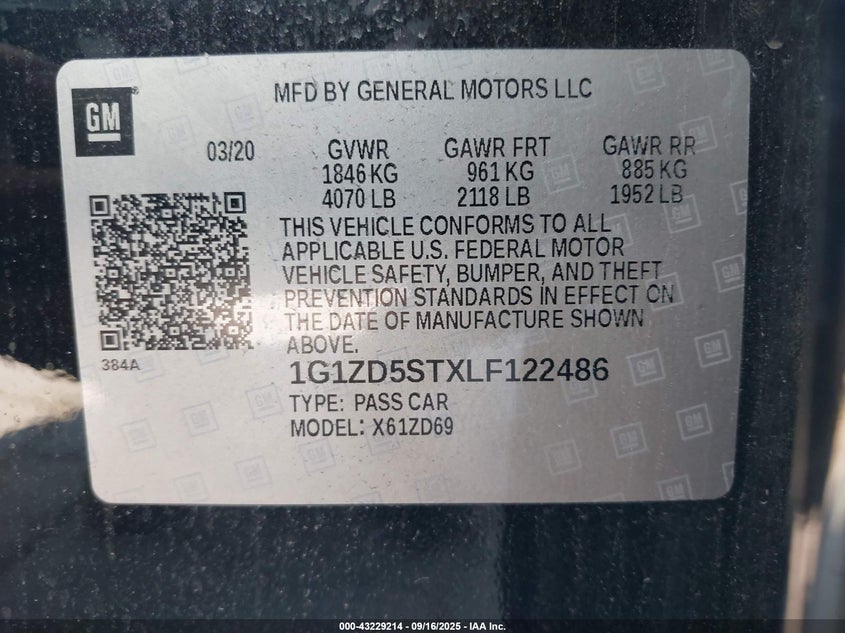 GM
MFD BY GENERAL MOTORS LLC
03/20 GVWR GAWR FRT GAWR RR
1846 KG 961 KG 885 KG
4070 LB 2118 LB 1952 LB
THIS VEHICLE CONFORMS TO ALL
APPLICABLE U.S. FEDERAL MOTOR
VEHICLE SAFETY, BUMPER, AND THEFT
PREVENTION STANDARDS IN EFFECT ON
THE DATE OF MANUFACTURE SHOWN
ABOVE.
384A
1G1ZD5STXLF122486
TYPE: PASS CAR
MODEL: X61ZD69
000-43229214 - 09/16/2025 - IAA Inc.